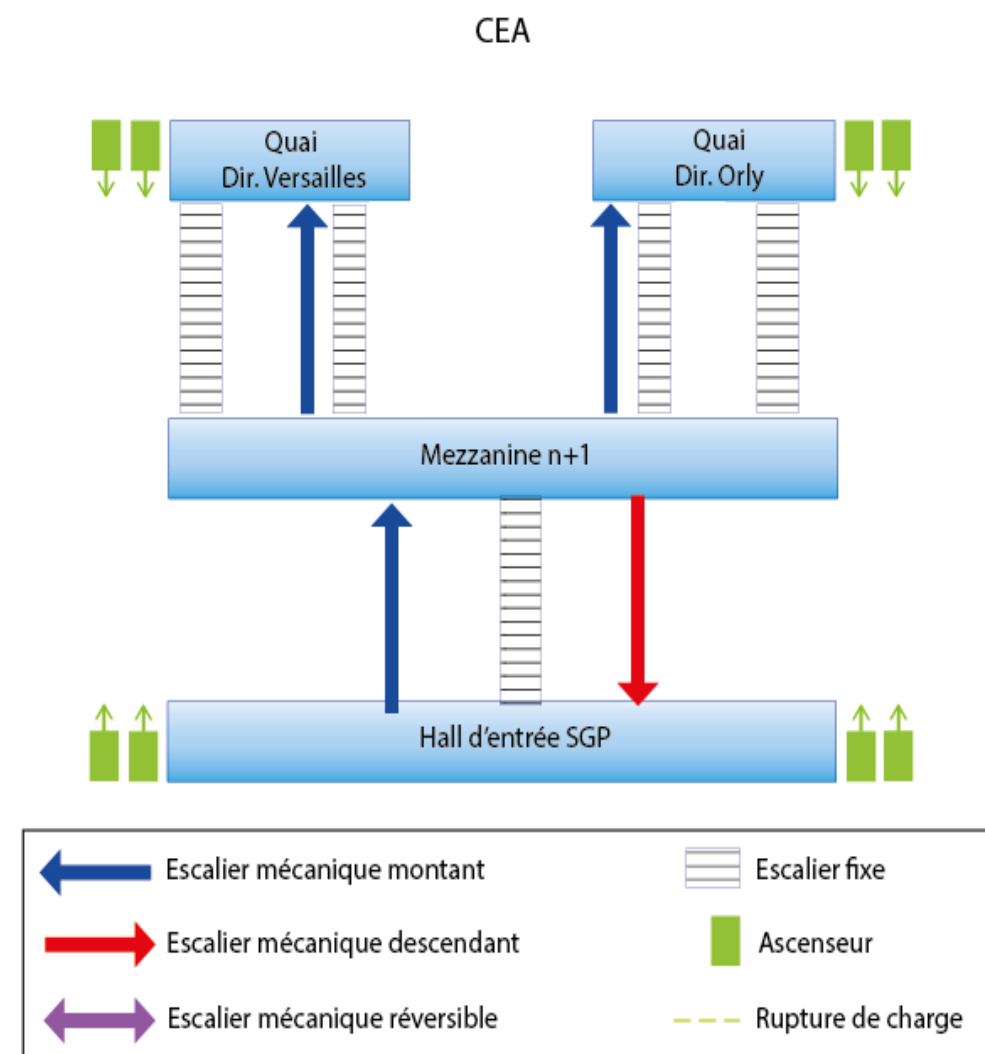 CEA
Quai
Dir. Versailles
Quai
Dir. Orly
Mezzanine n+1
Hall d'entrée SGP
Escalier mécanique montant
Escalier fixe
Escalier mécanique descendant
Ascenseur
Escalier mécanique réversible
Rupture de charge